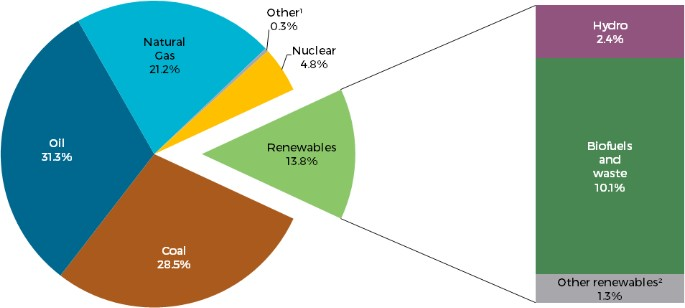 Other¹
0.3%
Natural
Gas
21.2%
Nuclear
4.8%
Oil
31.3%
Renewables
13.8%
Coal
28.5%
Hydro
2.4%
Biofuels
and
waste
10.1%
Other renewables²
1.3%